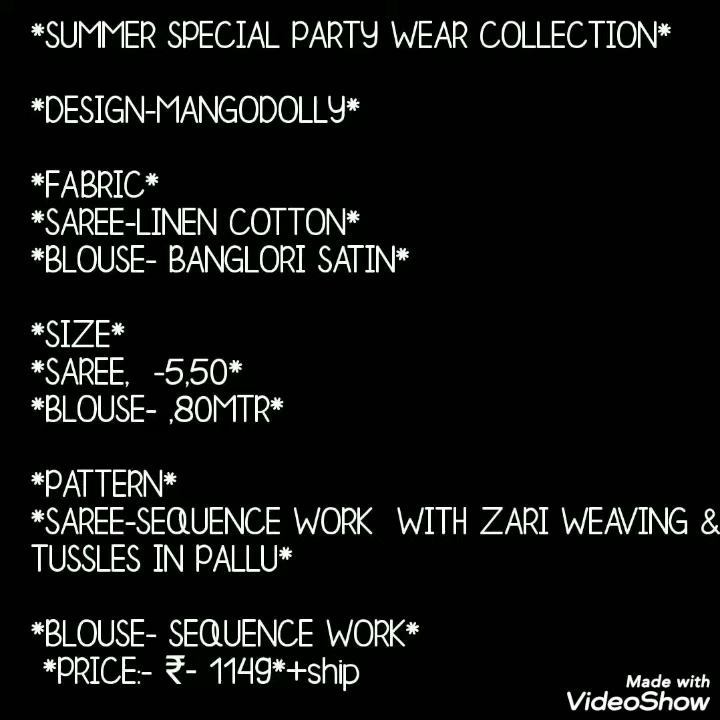 *SUMMER SPECIAL PARTY WEAR COLLECTION*
*DESIGN-MANGODOLLY*
*FABRIC*
*SAREE-LINEN COTTON*
*BLOUSE- BANGLORI SATIN*
*SIZE*
*SAREE,  -5,50*
*BLOUSE- ,80MTR*
*PATTERN*
*SAREE-SEQUENCE WORK  WITH ZARI WEAVING &
TUSSLES IN PALLU*
*BLOUSE- SEQUENCE WORK*
*PRICE:- ₹- 1149*+ship
Made with
VideoShow